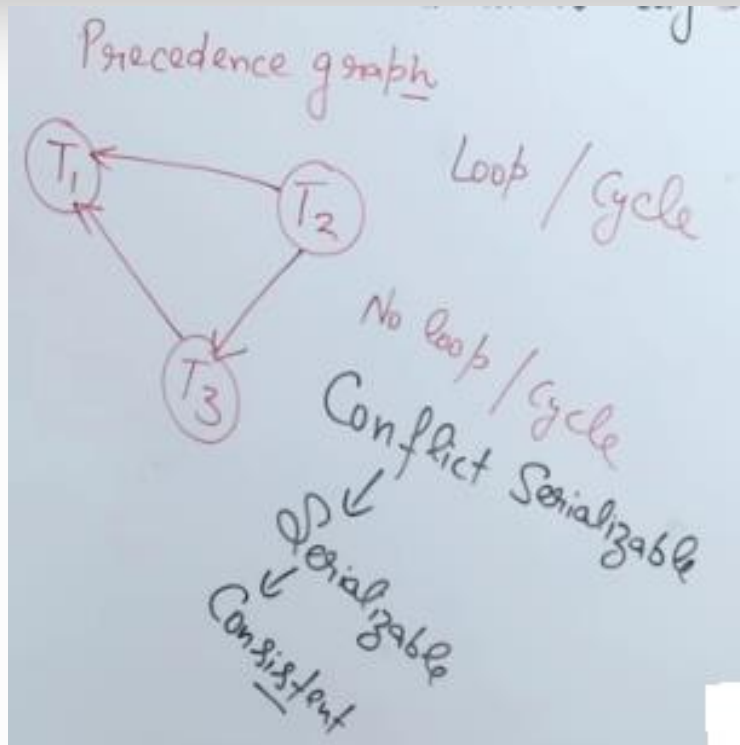 Precedence graph
T1
T2
T3
Loop / Cycle
No loop / Cycle
Conflict Serializable
Serializable
Consistent